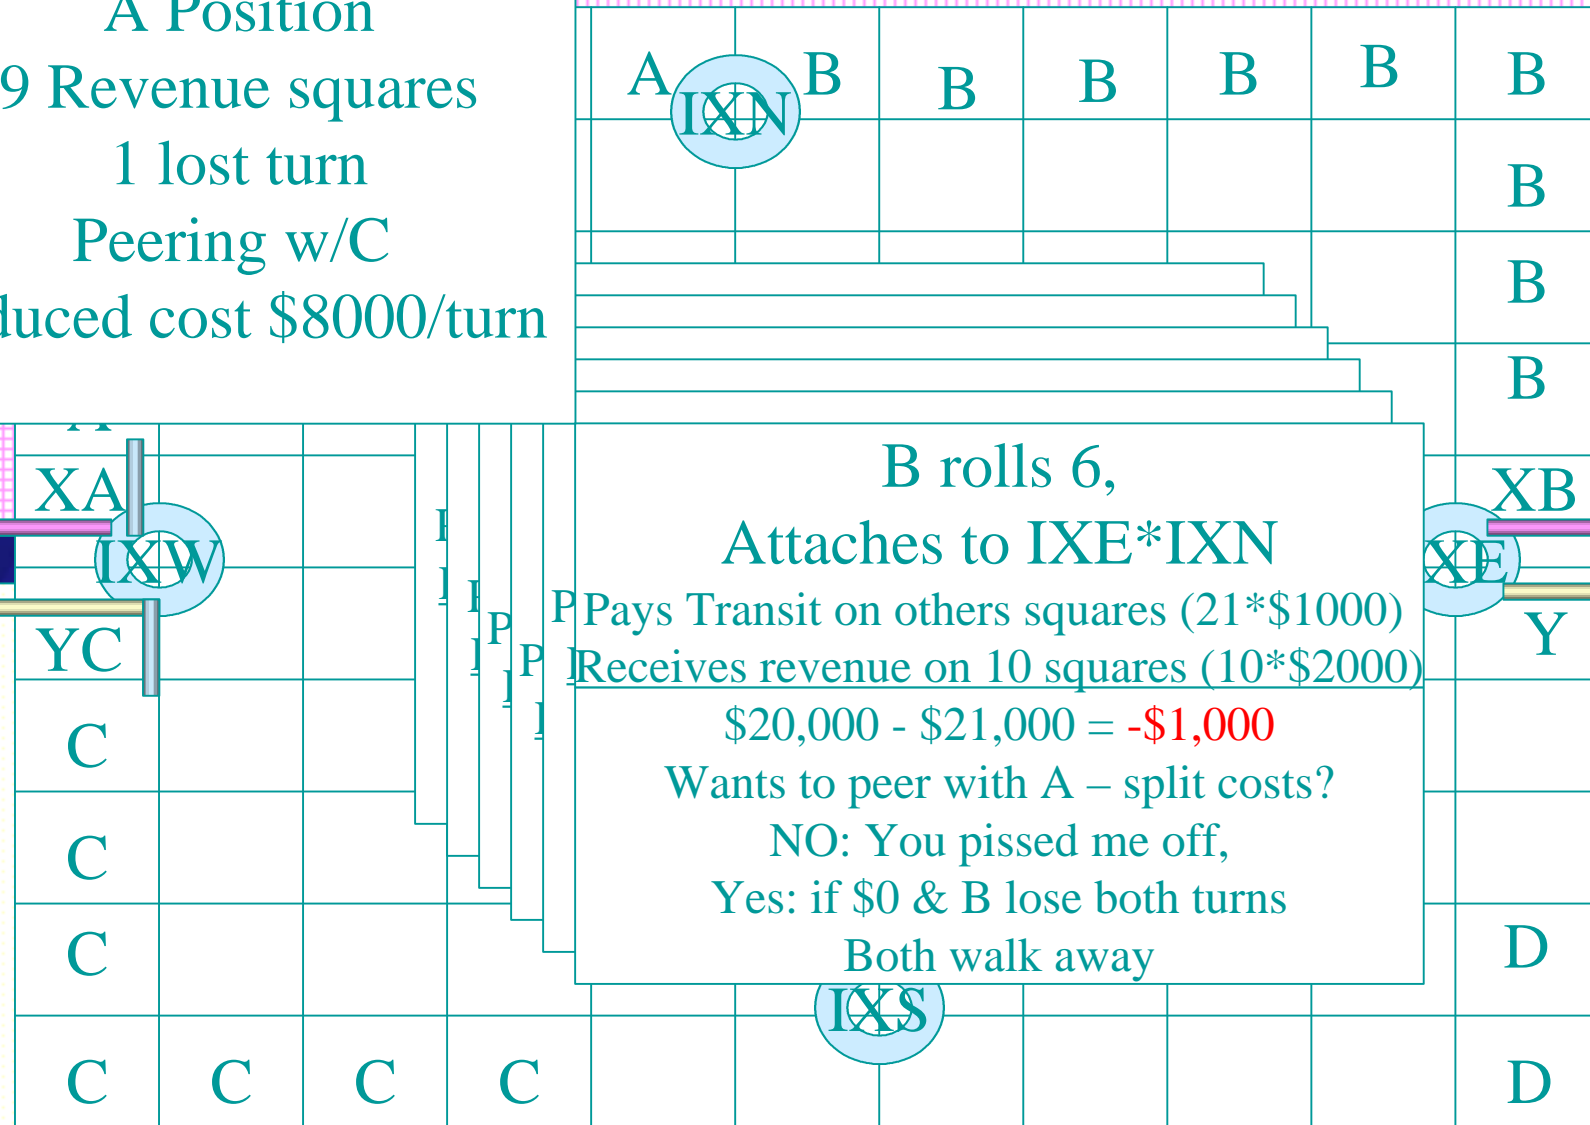 A Position
9 Revenue squares
1 lost turn
Peering w/C
duced cost $8000/turn
A IXN B B B B B B
B
B
B
XA
IXW
YC
C
C
C
C C C C
B rolls 6,
Attaches to IXE*IXN
Pays Transit on others squares (21*$1000)
Receives revenue on 10 squares (10*$2000)
$20,000 - $21,000 = -$1,000
Wants to peer with A – split costs?
NO: You pissed me off,
Yes: if $0 & B lose both turns
Both walk away
P
P
P
XB
XE
Y
IXS
D
D